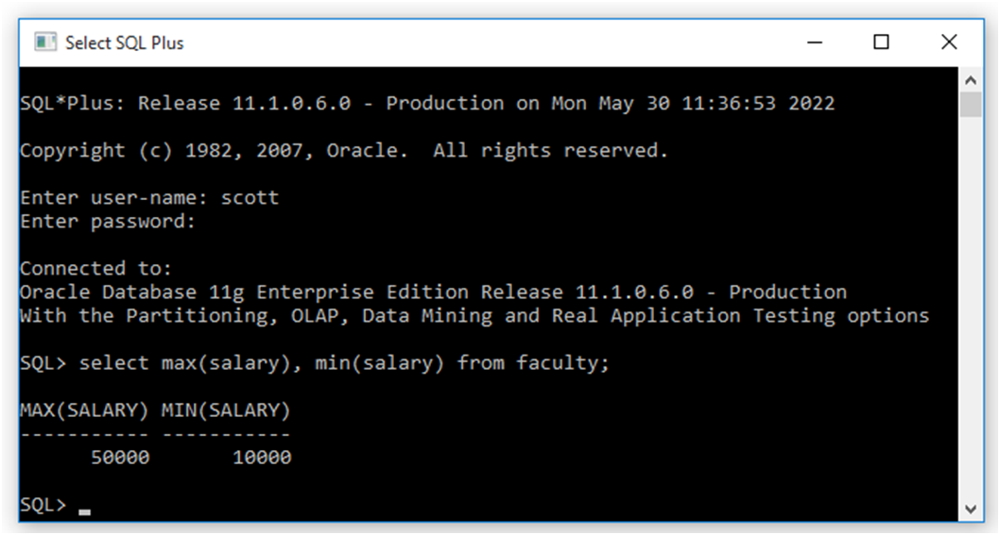 Select SQL Plus
SQL*Plus: Release 11.1.0.6.0 - Production on Mon May 30 11:36:53 2022
Copyright (c) 1982, 2007, Oracle.  All rights reserved.
Enter user-name: scott
Enter password:
Connected to:
Oracle Database 11g Enterprise Edition Release 11.1.0.6.0 - Production
With the Partitioning, OLAP, Data Mining and Real Application Testing options
SQL> select max(salary), min(salary) from faculty;
MAX(SALARY) MIN(SALARY)
----------- -----------
      50000       10000
SQL> _